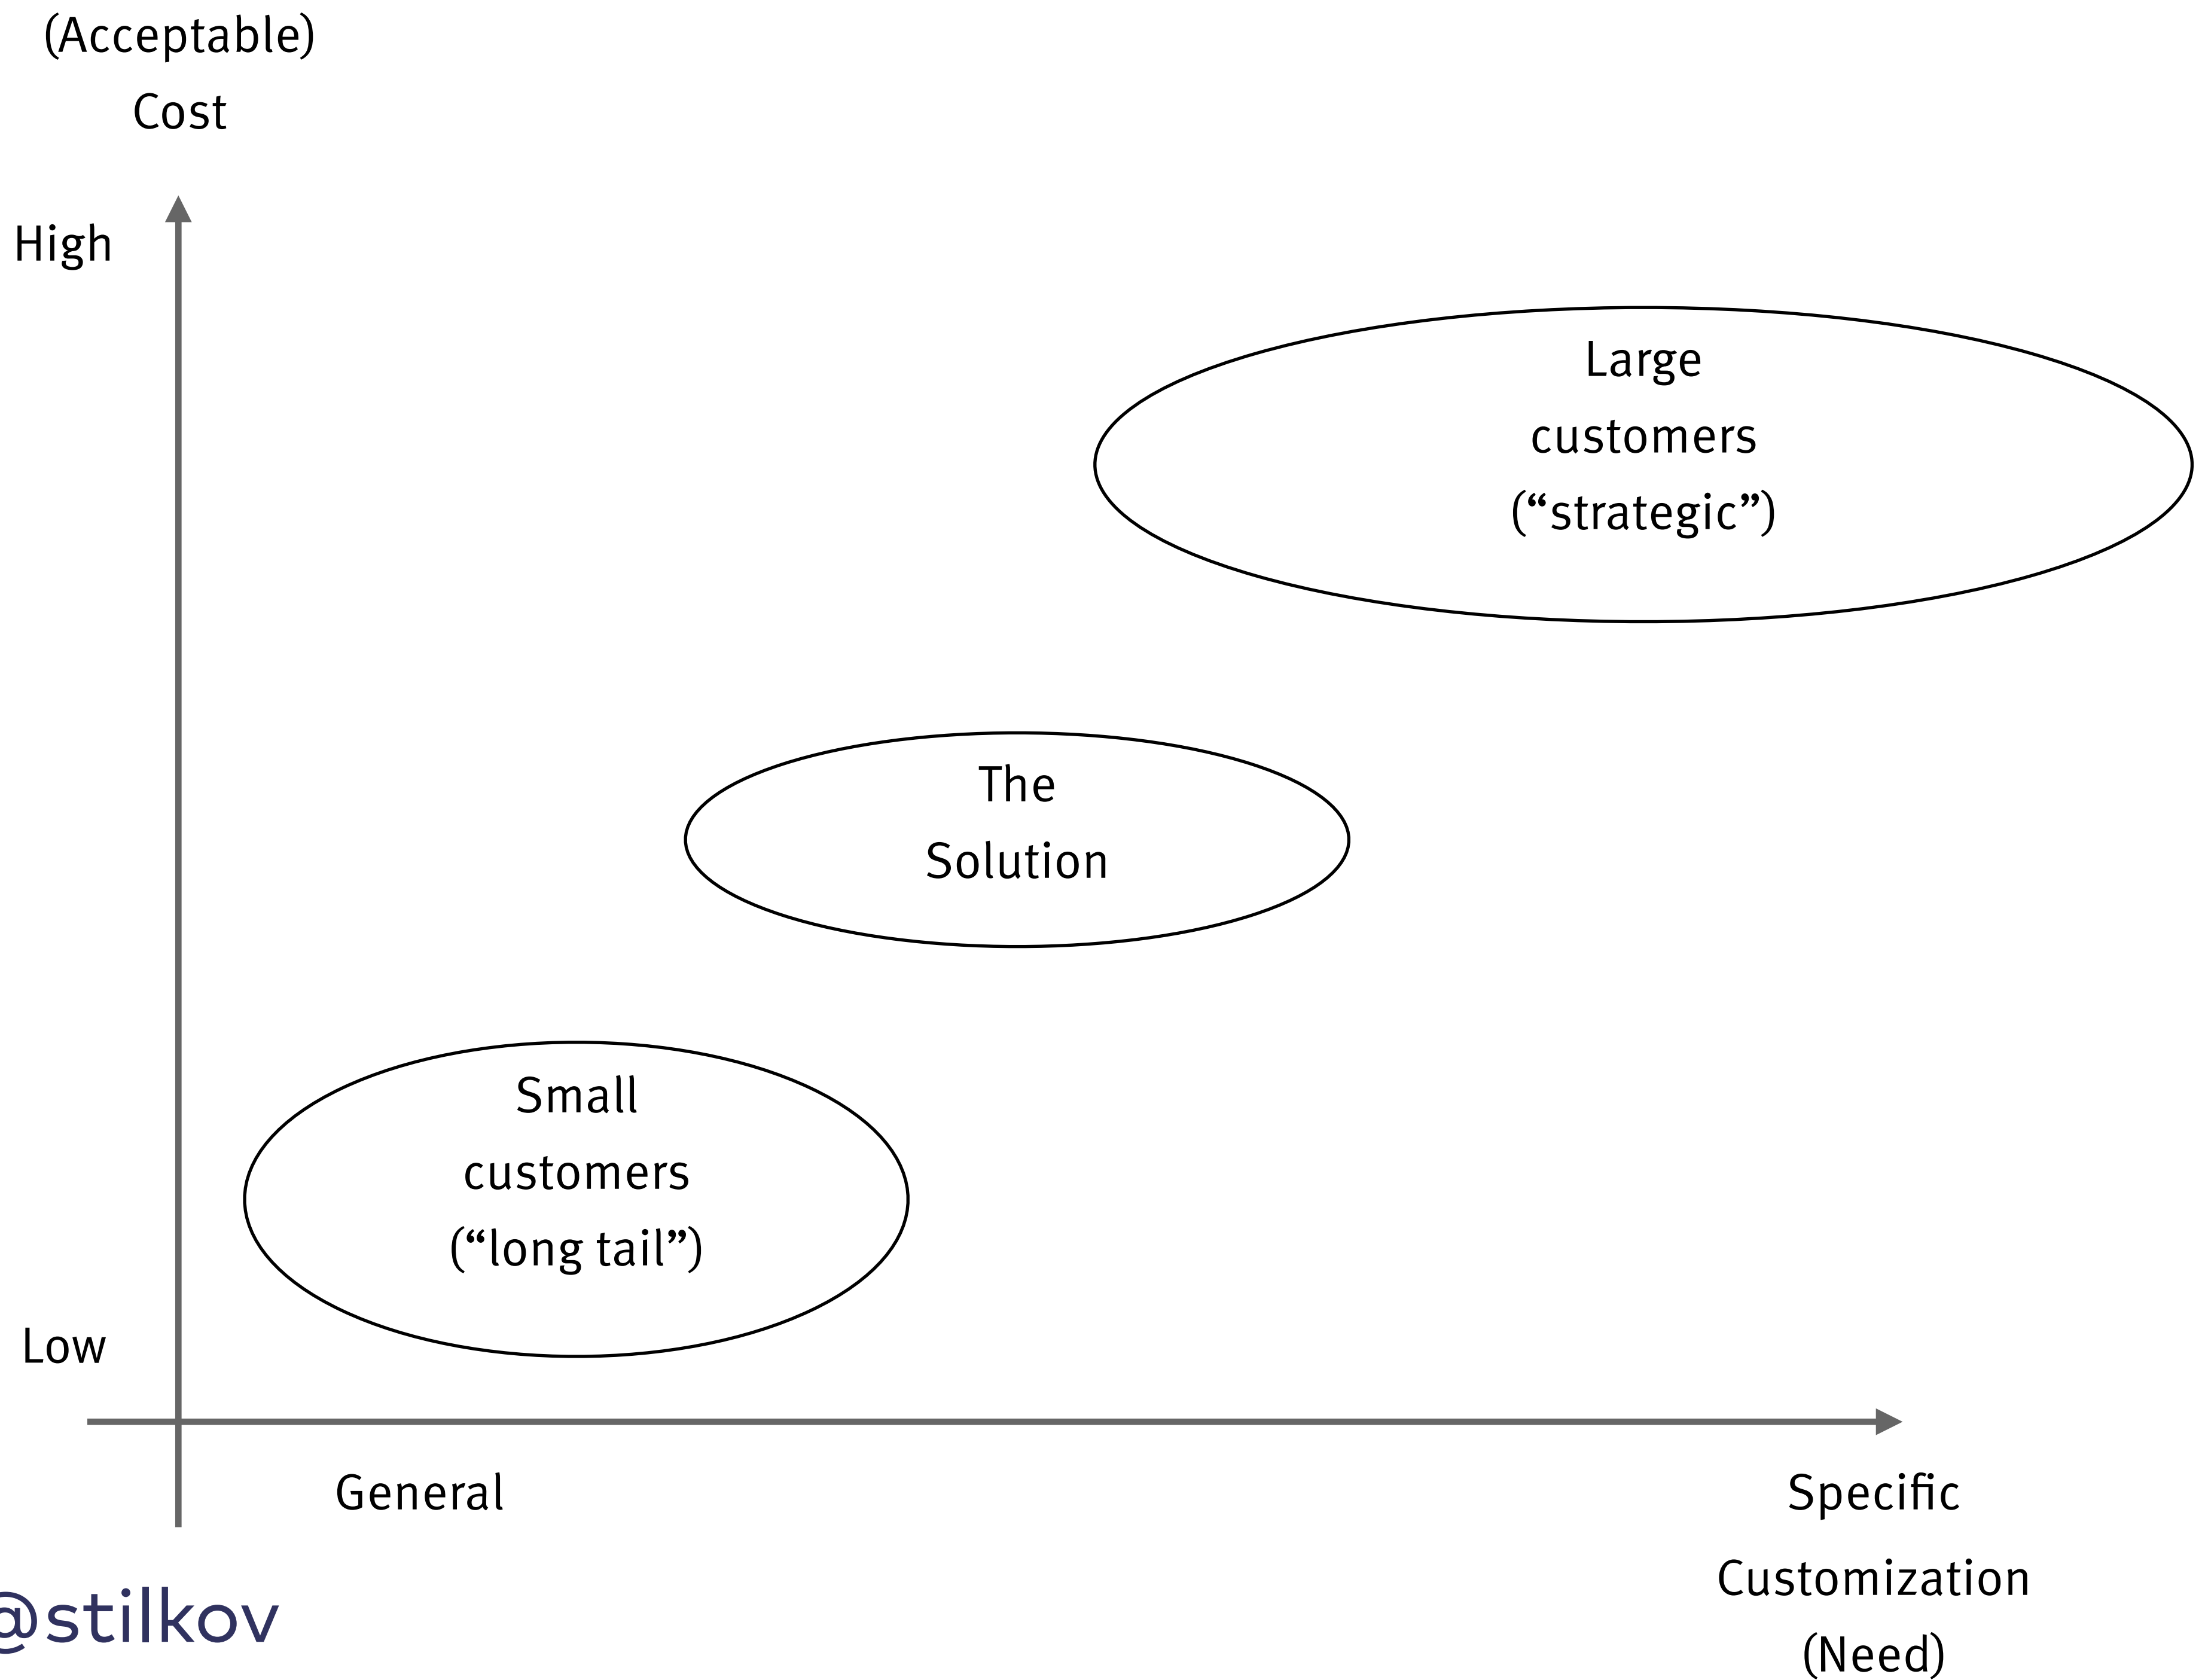 (Acceptable)
Cost
High
Large
customers
(“strategic”)
The
Solution
Small
customers
(“long tail”)
Low
General
Specific
Customization
(Need)
@stilkov